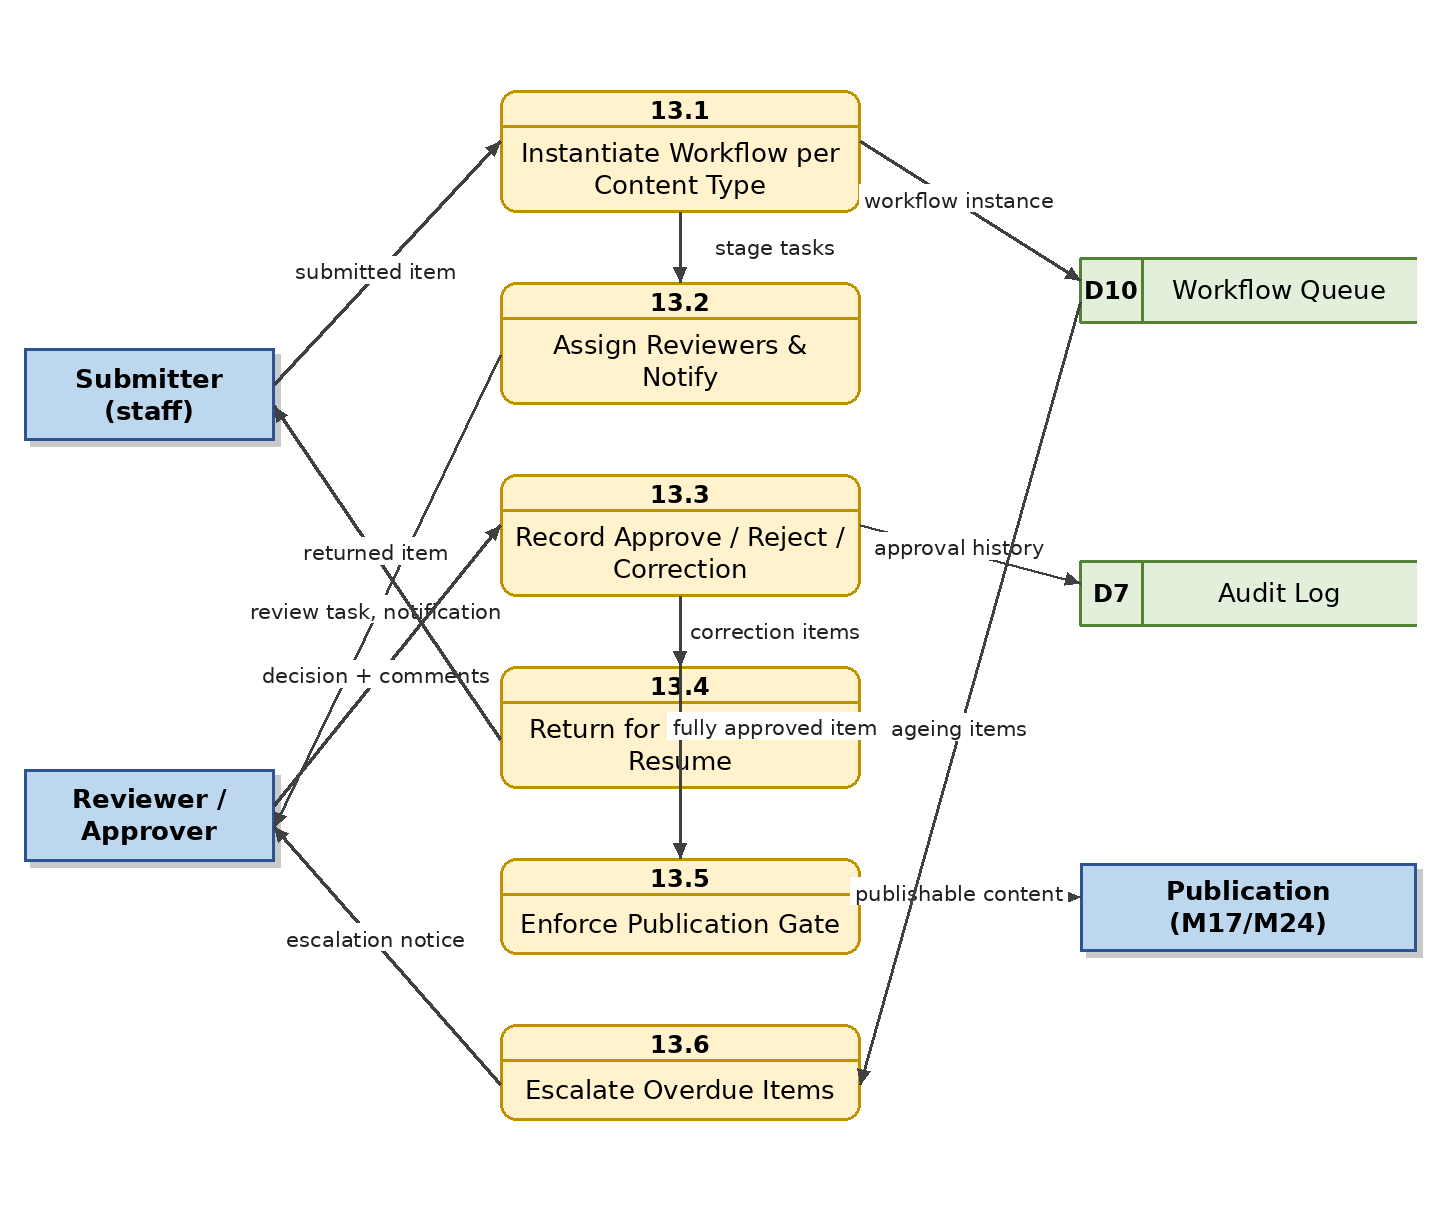 13.1
Instantiate Workflow per
Content Type
workflow instance
stage tasks
submitted item
D10
Workflow Queue
13.2
Assign Reviewers &
Notify
Submitter
(staff)
13.3
Record Approve / Reject /
Correction
returned item
approval history
D7
Audit Log
review task, notification
correction items
decision + comments
13.4
Return for
fully approved item
ageing items
Resume
Reviewer /
Approver
13.5
Enforce Publication Gate
publishable content
Publication
(M17/M24)
escalation notice
13.6
Escalate Overdue Items